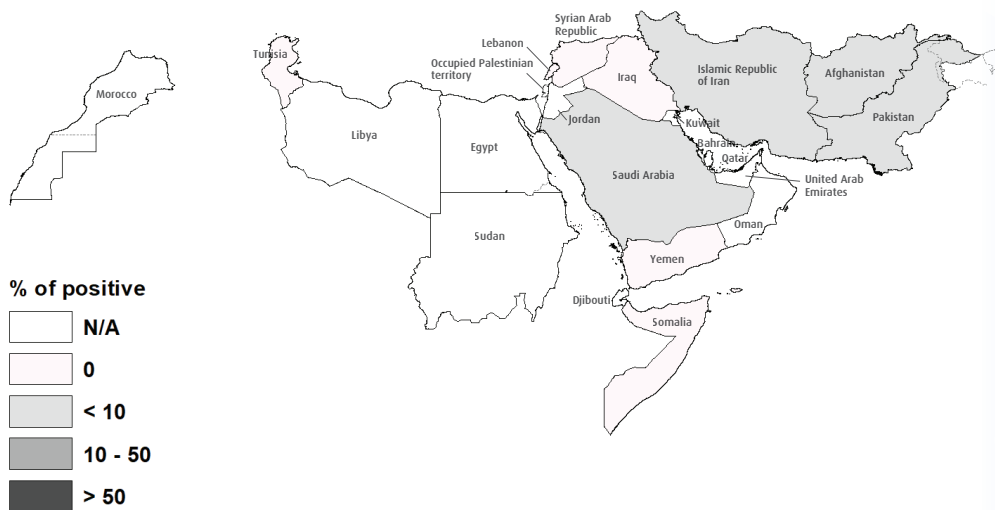 Syrian Arab
Republic
Lebanon
Tunisia
Occupied Palestinian
territory
Iraq
Islamic Republic
of Iran
Afghanistan
Morocco
Jordan
Kuwait
Pakistan
Libya
Egypt
Bahrain
Qatar
Saudi Arabia
United Arab
Emirates
Oman
Sudan
Yemen
Djibouti
Somalia
% of positive
N/A
0
< 10
10 - 50
> 50